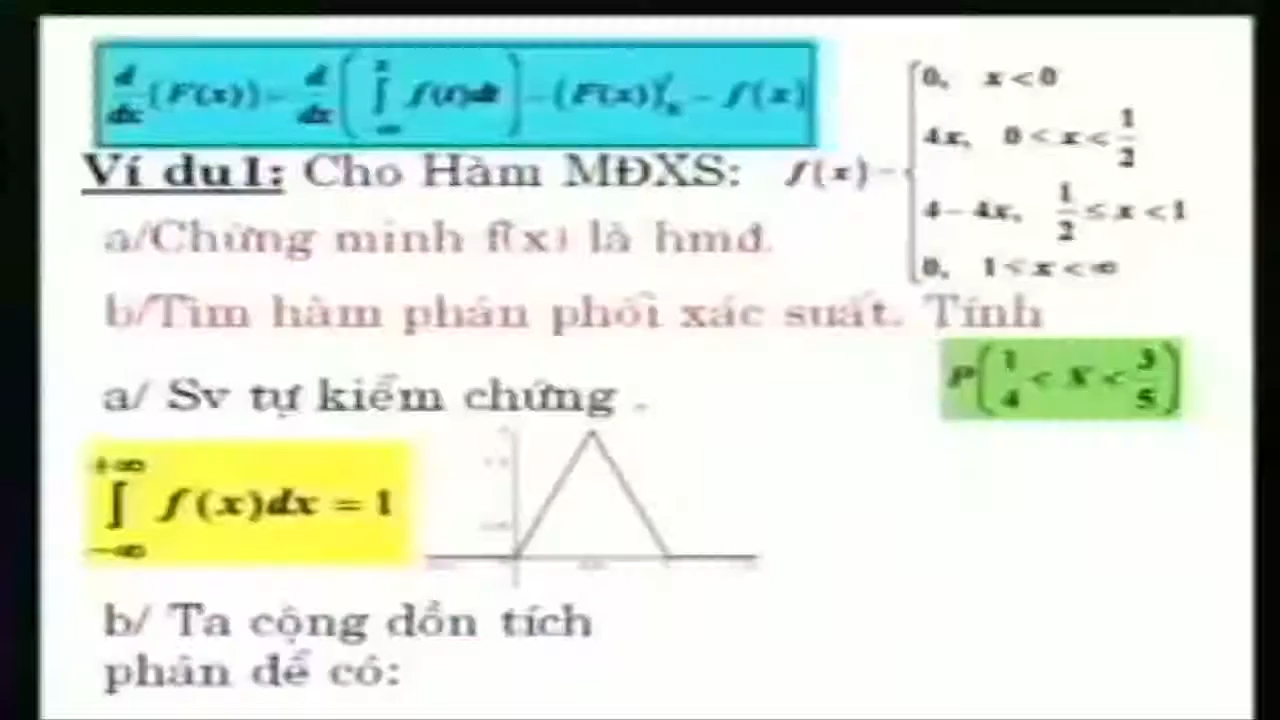 d/dx (F(x)) = d/dx ( ∫_{-∞}^{x} f(t)dt ) = (F(x))'_x = f(x)
Ví dụ1: Cho Hàm MĐXS: f(x) = { 0, x < 0
4x, 0 < x < 1/2
4 − 4x, 1/2 ≤ x < 1
0, 1 ≤ x < ∞
a/Chứng minh f(x) là hmđ.
b/Tìm hàm phân phối xác suất. Tính
P( 1/4 < X < 3/5 )
a/ Sv tự kiểm chứng .
∫_{-∞}^{+∞} f(x)dx = 1
b/ Ta cộng dồn tích
phân để có: